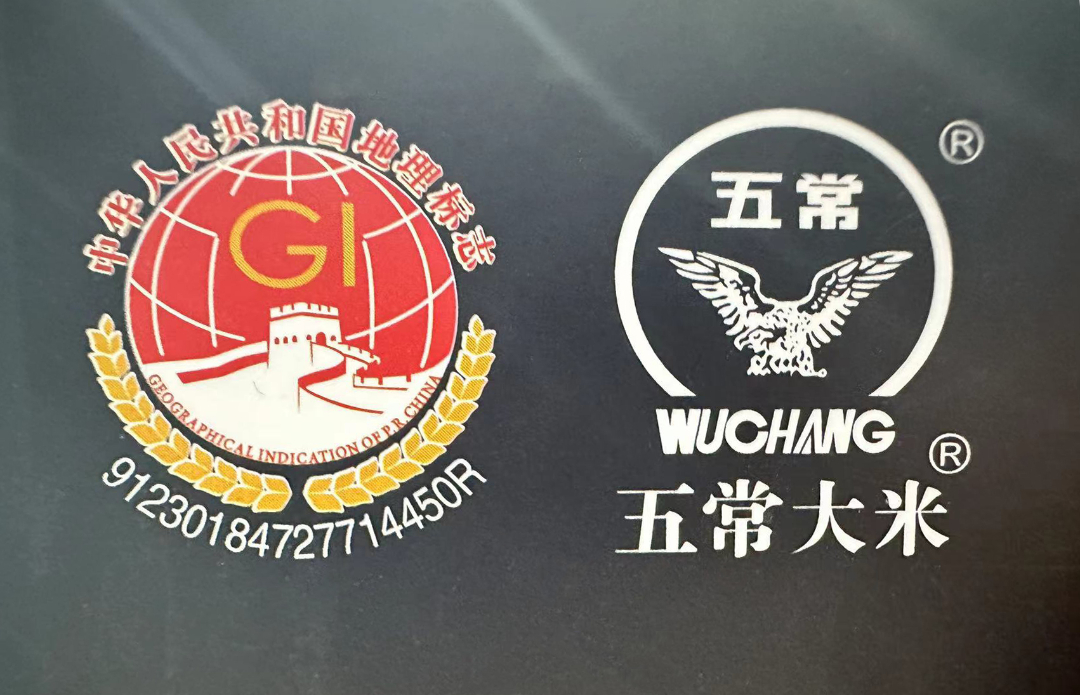 中华人民共和国地理标志
GI
GEOGRAPHICAL INDICATION OF P.R.CHINA
91230184727714450R
五常
®
WUCHANG
五常大米®